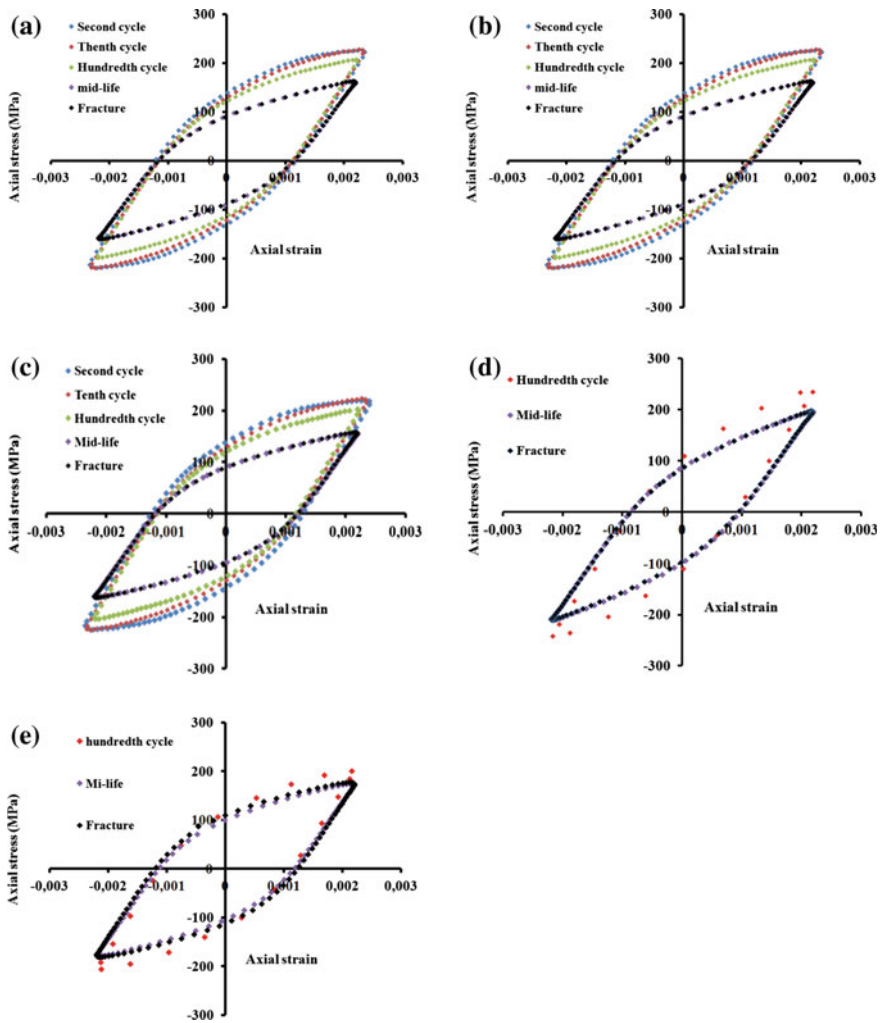 (a)
Second cycle
Thenth cycle
Hundredth cycle
mid-life
Fracture
Axial stress (MPa)
300
200
100
0
-100
-200
-300
-0,003 -0,002 -0,001 0 0,001 0,002 0,003
Axial strain
(b)
Second cycle
Thenth cycle
Hundredth cycle
mid-life
Fracture
Axial stress (MPa)
300
200
100
0
-100
-200
-300
-0,003 -0,002 -0,001 0 0,001 0,002 0,003
Axial strain
(c)
Second cycle
Tenth cycle
Hundredth cycle
Mid-life
Fracture
Axial stress (MPa)
300
200
100
0
-100
-200
-300
-0,003 -0,002 -0,001 0 0,001 0,002 0,003
Axial strain
(d)
Hundredth cycle
Mid-life
Fracture
Axial stress (MPa)
300
200
100
0
-100
-200
-300
-0,003 -0,002 -0,001 0 0,001 0,002 0,003
Axial strain
(e)
hundredth cycle
Mi-life
Fracture
Axial stress (MPa)
300
200
100
0
-100
-200
-300
-0,003 -0,002 -0,001 0 0,001 0,002 0,003
Axial strain